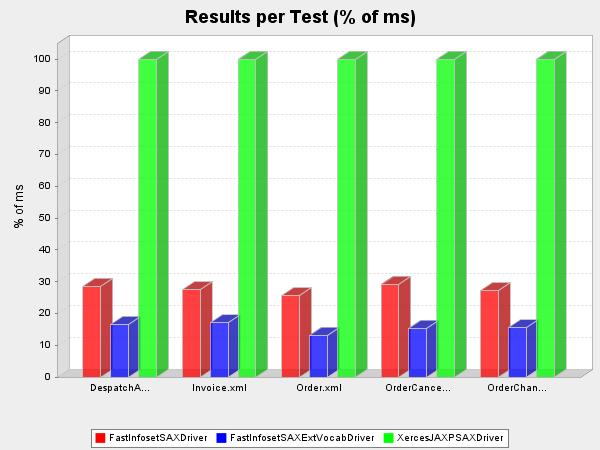 Results per Test (% of ms)
100
90
80
70
60
50
40
30
20
10
0
% of ms
DespatchA... Invoice.xml Order.xml OrderCance... OrderChan...
FastInfosetSAXDriver FastInfosetSAXExtVocabDriver XercesJAXPSAXDriver